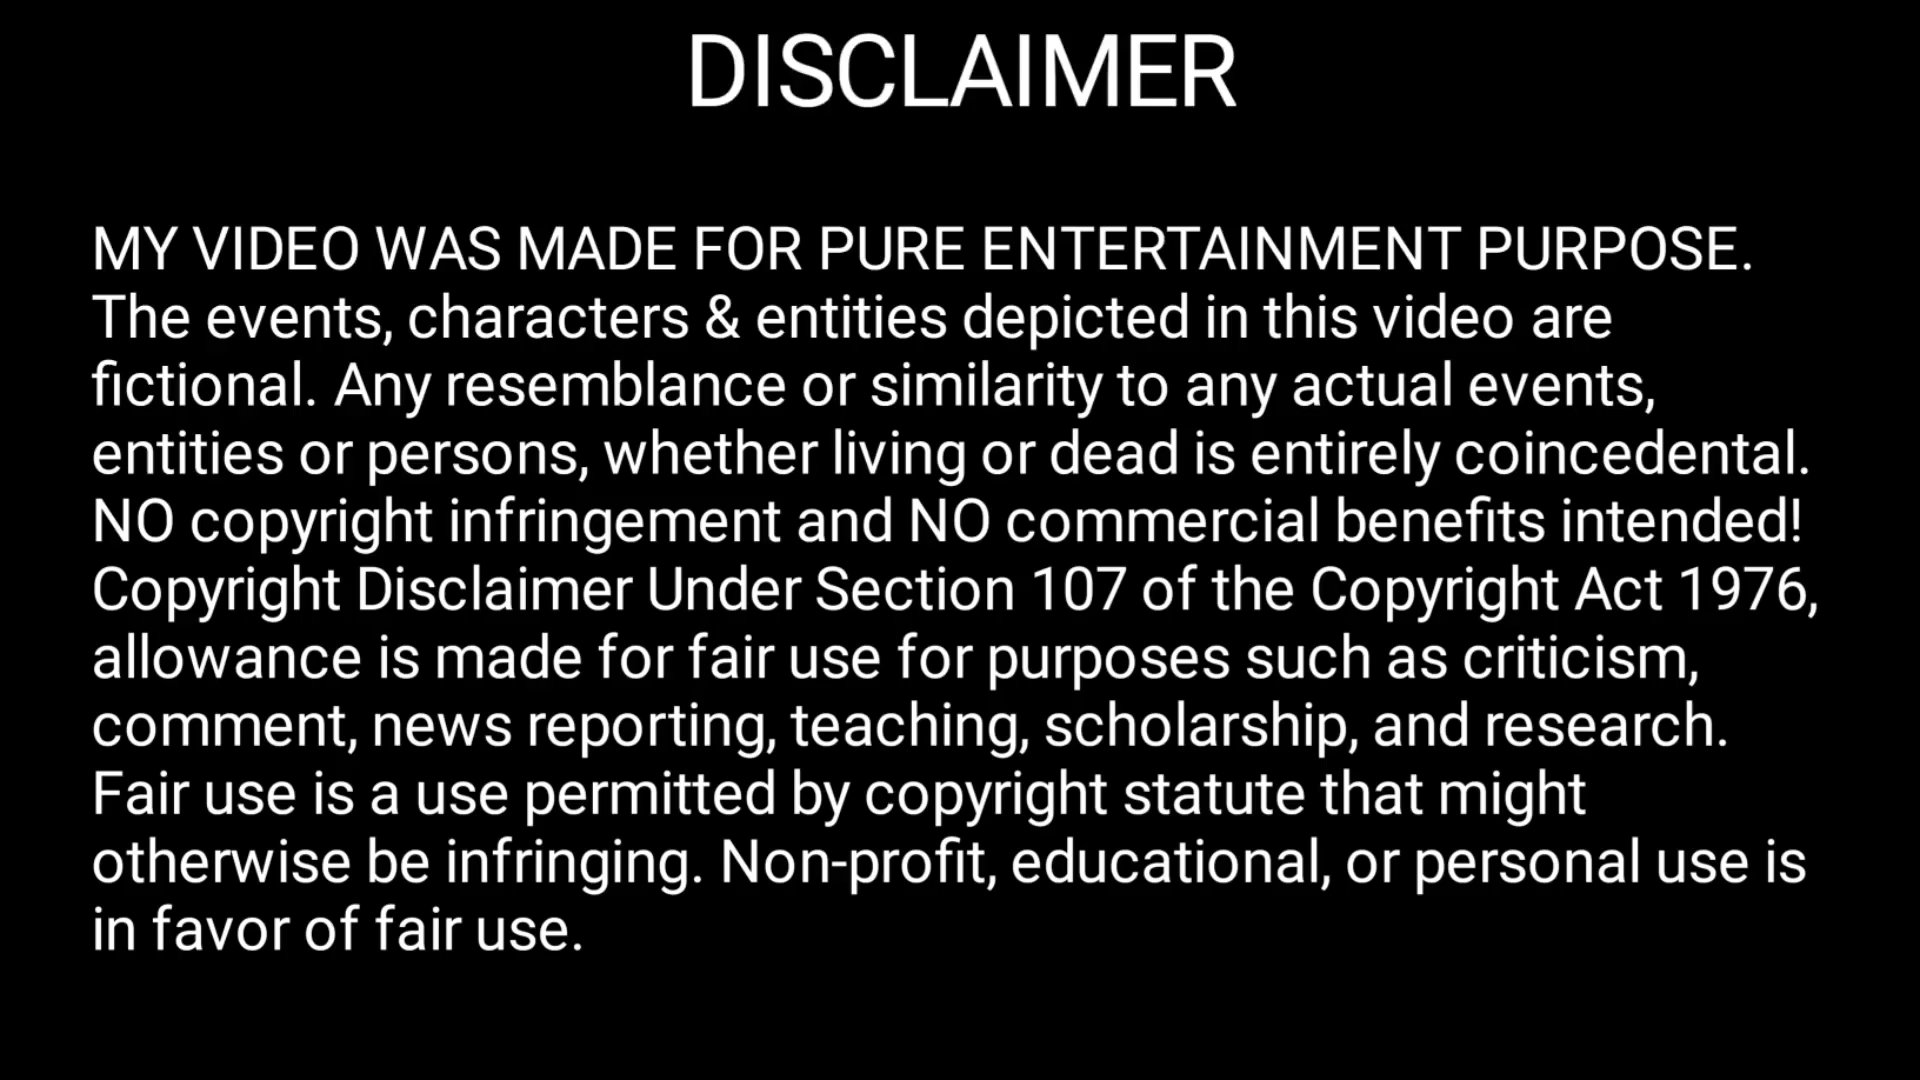 DISCLAIMER
MY VIDEO WAS MADE FOR PURE ENTERTAINMENT PURPOSE.
The events, characters & entities depicted in this video are
fictional. Any resemblance or similarity to any actual events,
entities or persons, whether living or dead is entirely coincedental.
NO copyright infringement and NO commercial benefits intended!
Copyright Disclaimer Under Section 107 of the Copyright Act 1976,
allowance is made for fair use for purposes such as criticism,
comment, news reporting, teaching, scholarship, and research.
Fair use is a use permitted by copyright statute that might
otherwise be infringing. Non-profit, educational, or personal use is
in favor of fair use.